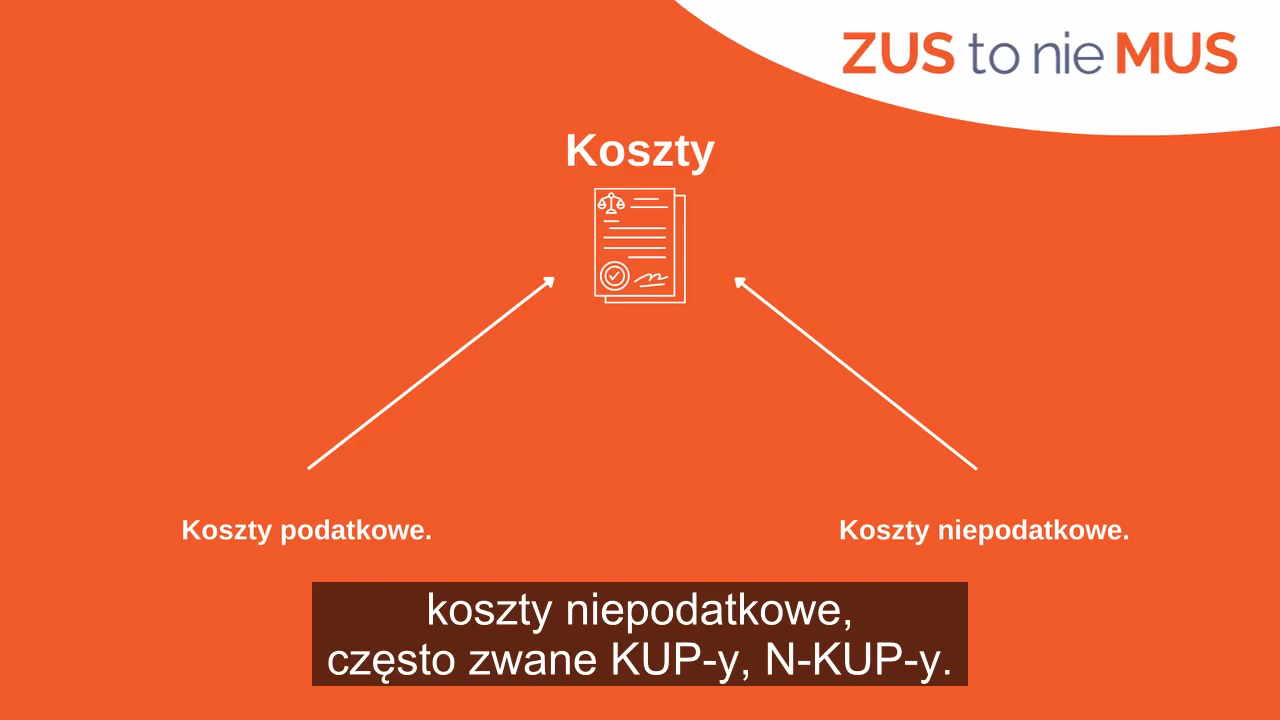 ZUS to nie MUS
Koszty
Koszty podatkowe.
Koszty niepodatkowe.
koszty niepodatkowe,
często zwane KUP-y, N-KUP-y.